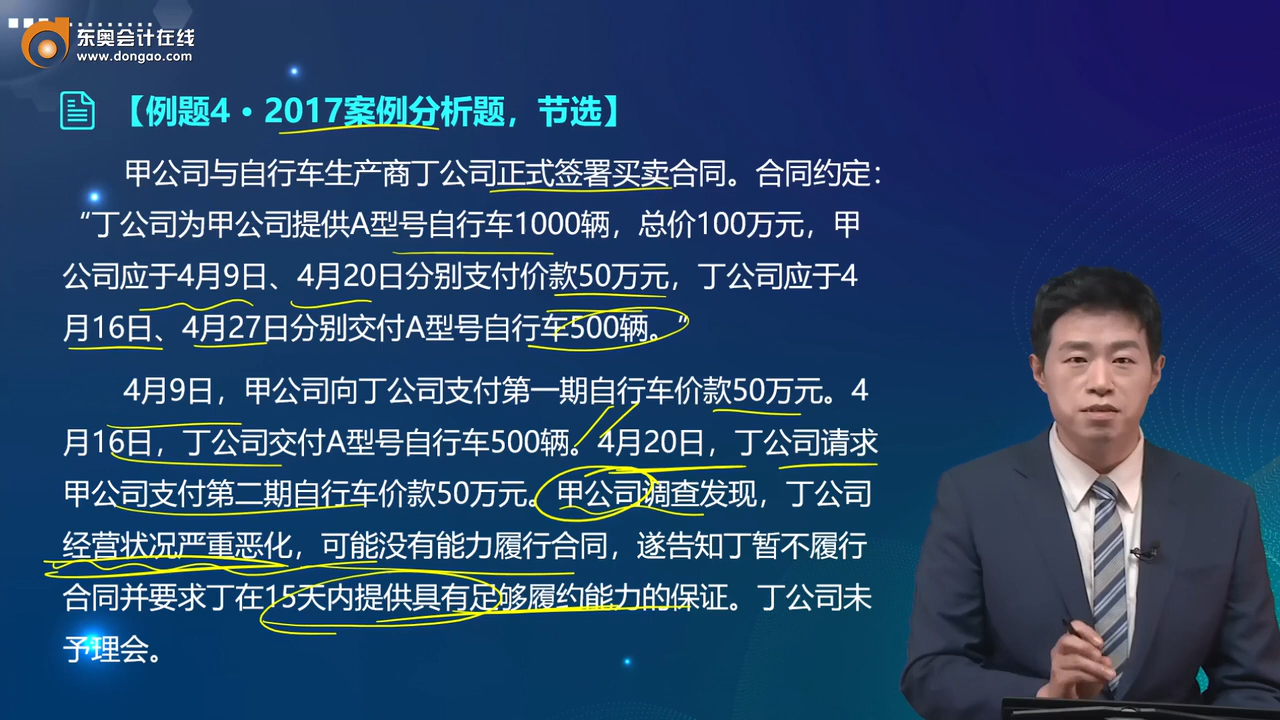 东奥会计在线
www.dongao.com
【例题4·2017案例分析题，节选】
甲公司与自行车生产商丁公司正式签署买卖合同。合同约定：
“丁公司为甲公司提供A型号自行车1000辆，总价100万元，甲
公司应于4月9日、4月20日分别支付价款50万元，丁公司应于4
月16日、4月27日分别交付A型号自行车500辆。”
4月9日，甲公司向丁公司支付第一期自行车价款50万元。4
月16日，丁公司交付A型号自行车500辆。4月20日，丁公司请求
甲公司支付第二期自行车价款50万元。甲公司调查发现，丁公司
经营状况严重恶化，可能没有能力履行合同，遂告知丁暂不履行
合同并要求丁在15天内提供具有足够履约能力的保证。丁公司未
予理会。